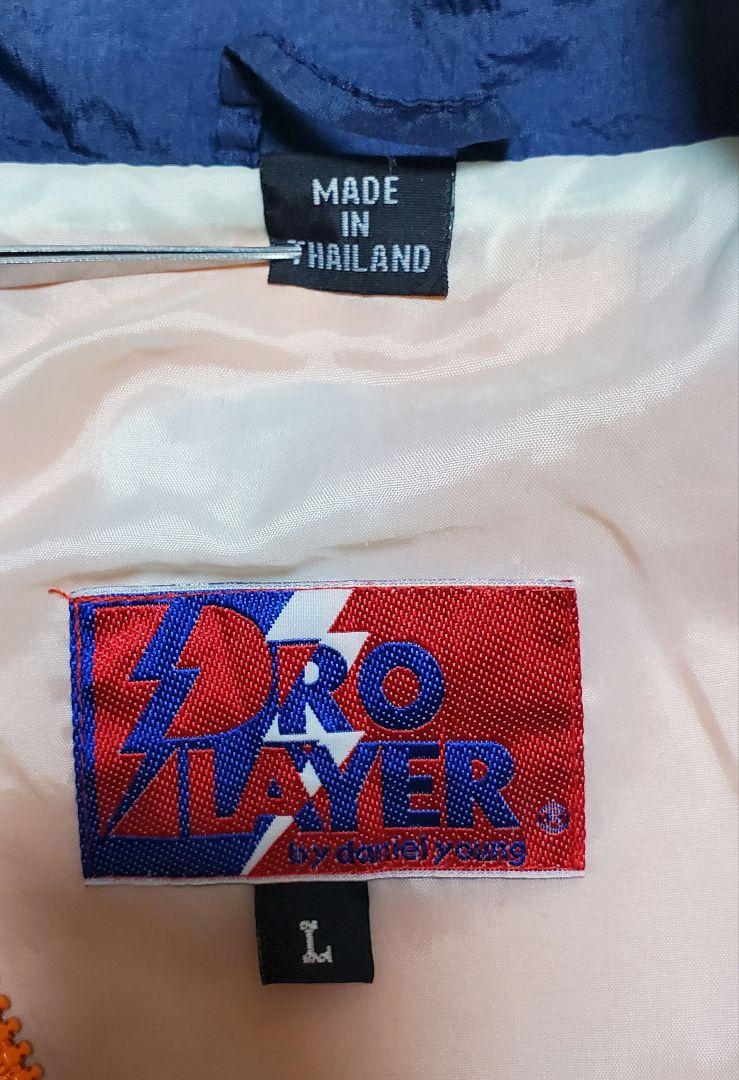 MADE
IN
THAILAND
PRO
PLAYER
by daniel young
L